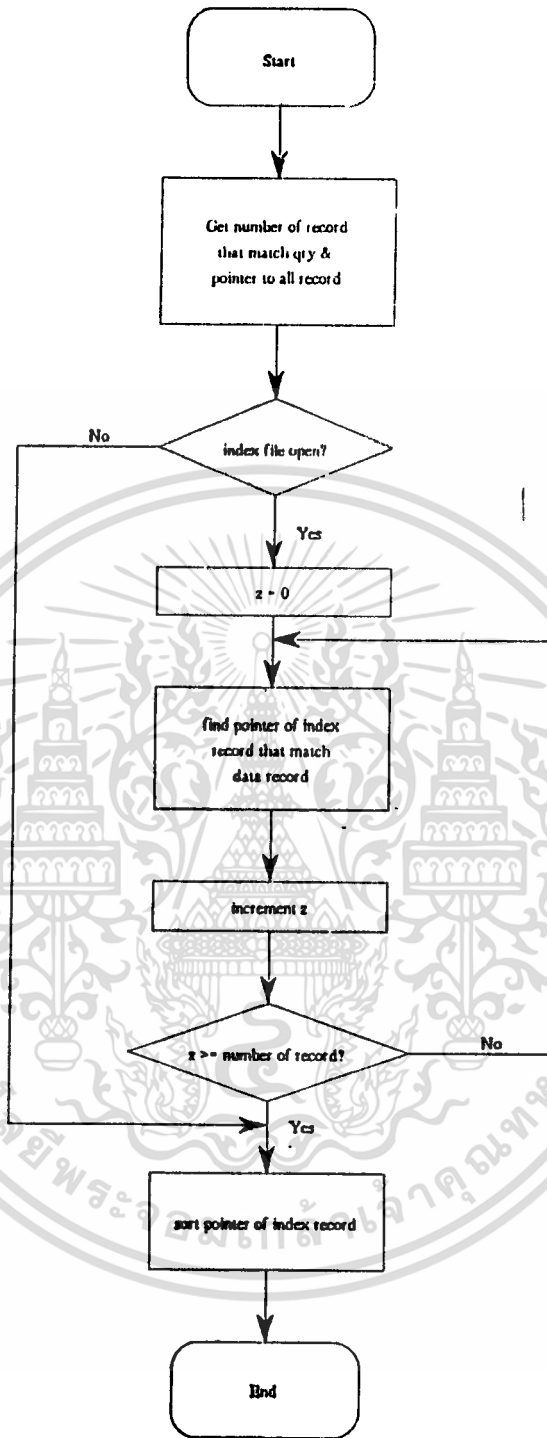 Start
Get number of record
that match qry &
pointer to all record
No
index file open?
Yes
z = 0
find pointer of index
record that match
data record
increment z
z >= number of record?
No
Yes
sort pointer of index record
End